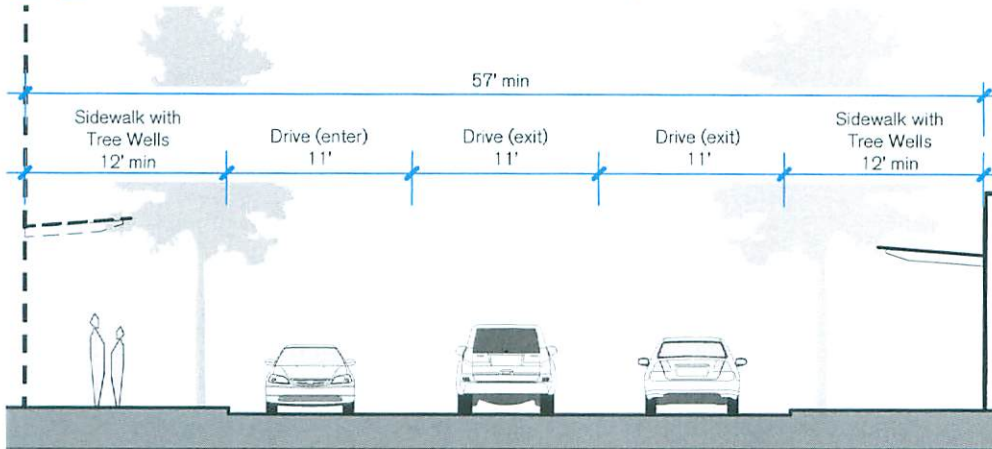 57' min
Sidewalk with
Tree Wells
12' min
Drive (enter)
11'
Drive (exit)
11'
Drive (exit)
11'
Sidewalk with
Tree Wells
12' min